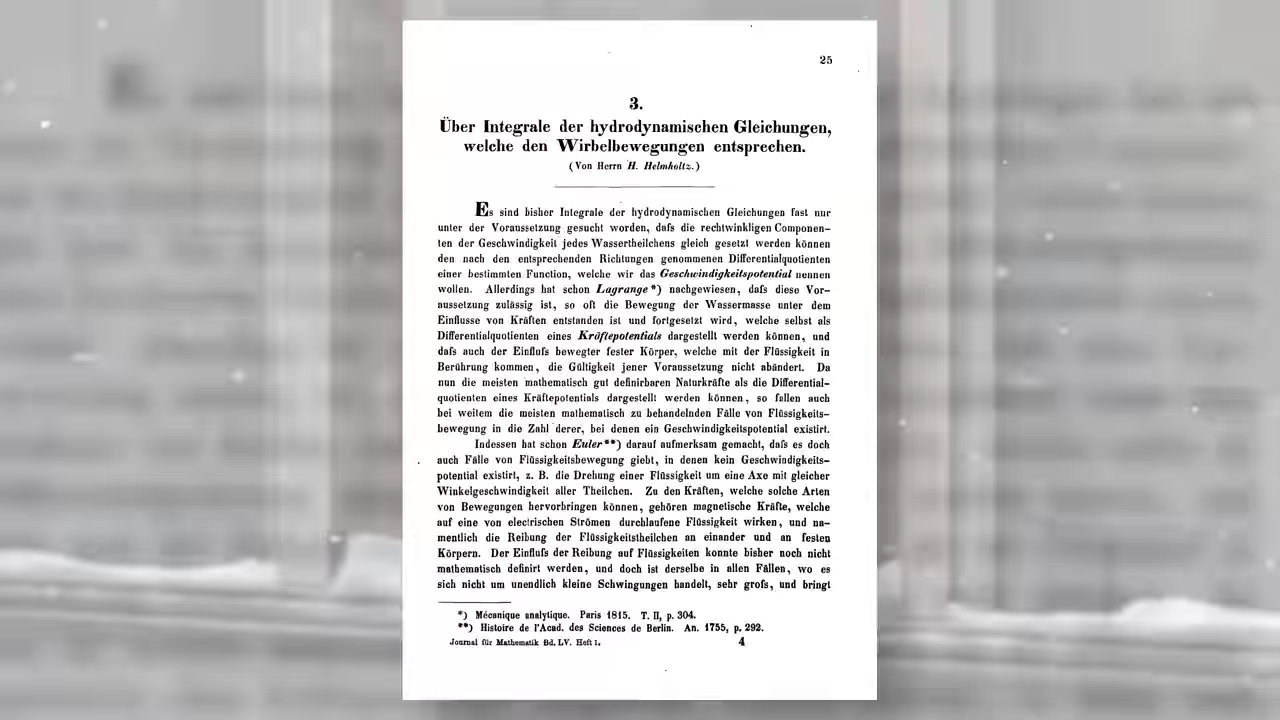 25
3.
Über Integrale der hydrodynamischen Gleichungen,
welche den Wirbelbewegungen entsprechen.
(Von Herrn H. Helmholtz.)
Es sind bisher Integrale der hydrodynamischen Gleichungen fast nur
unter der Voraussetzung gesucht worden, dafs die rechtwinkligen Componen-
ten der Geschwindigkeit jedes Wassertheilchens gleich gesetzt werden können
den nach den entsprechenden Richtungen genommenen Differentialquotienten
einer bestimmten Function, welche wir das Geschwindigkeitspotential nennen
wollen. Allerdings hat schon Lagrange*) nachgewiesen, dafs diese Vor-
aussetzung zulässig ist, so oft die Bewegung der Wassermasse unter dem
Einflusse von Kräften entstanden ist und fortgesetzt wird, welche selbst als
Differentialquotienten eines Kräftepotentials dargestellt werden können, und
dafs auch der Einflufs bewegter fester Körper, welche mit der Flüssigkeit in
Berührung kommen, die Gültigkeit jener Voraussetzung nicht abändert. Da
nun die meisten mathematisch gut definirbaren Naturkräfte als die Differential-
quotienten eines Kräftepotentials dargestellt werden können, so fallen auch
bei weitem die meisten mathematisch zu behandelnden Fälle von Flüssigkeits-
bewegung in die Zahl derer, bei denen ein Geschwindigkeitspotential existirt.
Indessen hat schon Euler**) darauf aufmerksam gemacht, dafs es doch
auch Fälle von Flüssigkeitsbewegung giebt, in denen kein Geschwindigkeits-
potential existirt, z. B. die Drehung einer Flüssigkeit um eine Axe mit gleicher
Winkelgeschwindigkeit aller Theilchen. Zu den Kräften, welche solche Arten
von Bewegungen hervorbringen können, gehören magnetische Kräfte, welche
auf eine von electrischen Strömen durchlaufene Flüssigkeit wirken, und na-
mentlich die Reibung der Flüssigkeitstheilchen an einander und an festen
Körpern. Der Einflufs der Reibung auf Flüssigkeiten konnte bisher noch nicht
mathematisch definirt werden, und doch ist derselbe in allen Fällen, wo es
sich nicht um unendlich kleine Schwingungen handelt, sehr grofs, und bringt
*) Mécanique analytique. Paris 1815. T. II, p. 304.
**) Histoire de l'Acad. des Sciences de Berlin. An. 1755, p. 292.
Journal für Mathematik Bd. LV. Heft 1. 4